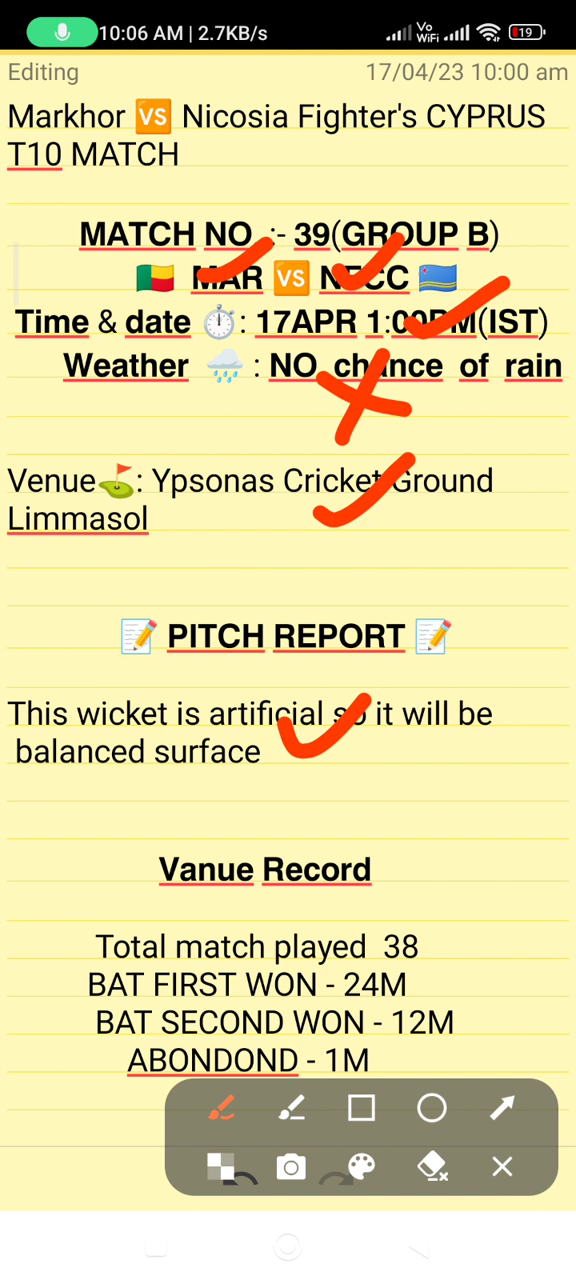 10:06 AM | 2.7KB/s
Vo
WiFi
19
Editing
17/04/23 10:00 am
Markhor 🆚 Nicosia Fighter's CYPRUS
T10 MATCH
MATCH NO :- 39(GROUP B)
🇧🇯 MAR 🆚 NFCC 🇦🇼
Time & date ⏱️: 17APR 1:00PM(IST)
Weather 🌧️ : NO chance of rain
Venue⛳: Ypsonas Cricket Ground
Limmasol
📝 PITCH REPORT 📝
This wicket is artificial so it will be
balanced surface
Vanue Record
Total match played 38
BAT FIRST WON - 24M
BAT SECOND WON - 12M
ABONDOND - 1M